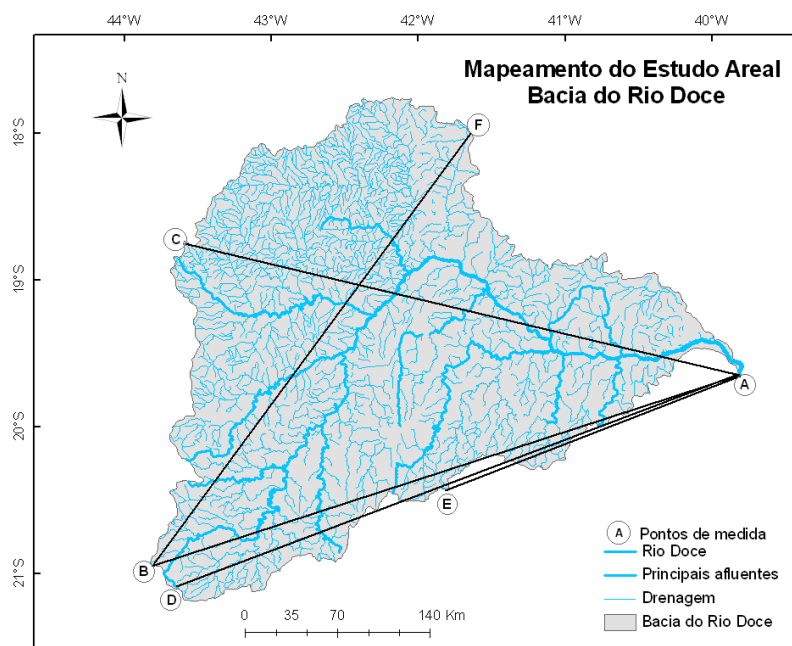 44°W 43°W 42°W 41°W 40°W
Mapeamento do Estudo Areal
Bacia do Rio Doce
N
18°S
19°S
20°S
21°S
F
C
A
E
B
D
A Pontos de medida
Rio Doce
Principais afluentes
Drenagem
Bacia do Rio Doce
0 35 70 140 Km